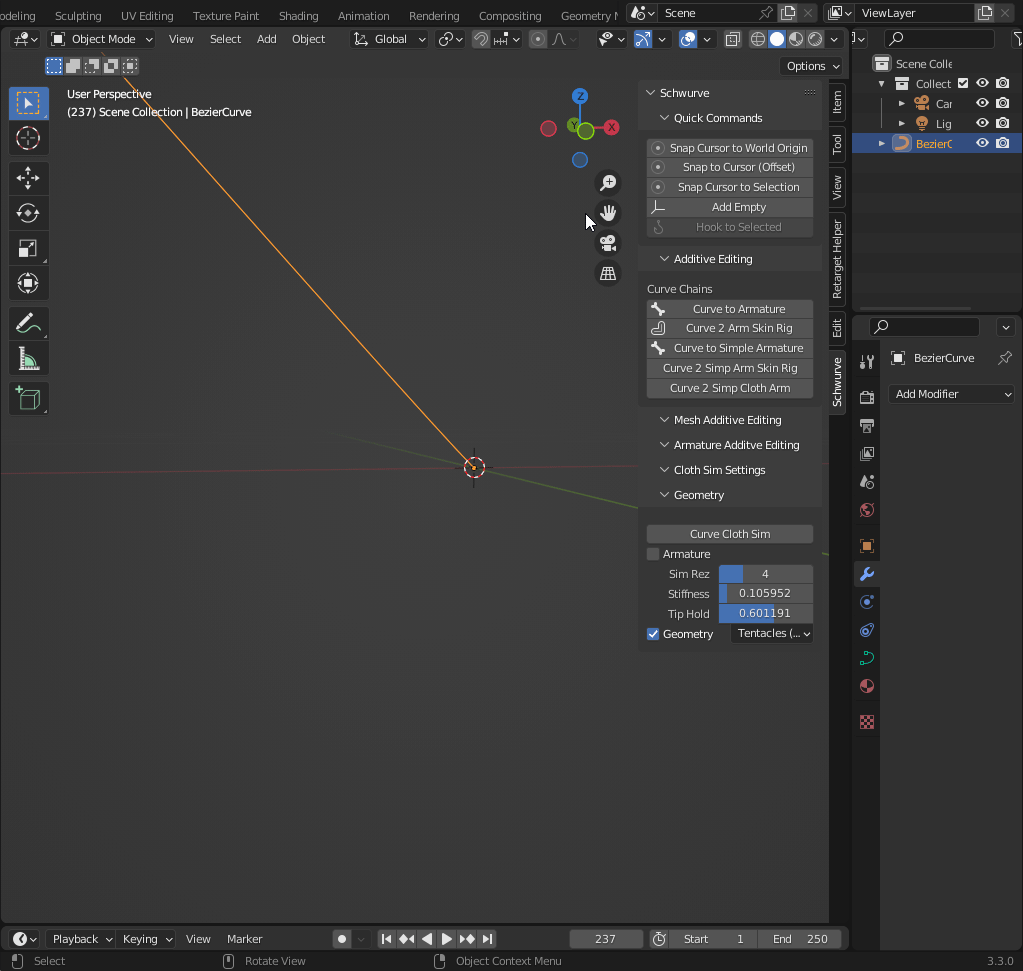 odeling Sculpting UV Editing Texture Paint Shading Animation Rendering Compositing Geometry Scene ViewLayer
Object Mode View Select Add Object Global
Options
User Perspective
(237) Scene Collection | BezierCurve
Z
Y
X
Schwurve
Quick Commands
Snap Cursor to World Origin
Snap to Cursor (Offset)
Snap Cursor to Selection
Add Empty
Hook to Selected
Additive Editing
Curve Chains
Curve to Armature
Curve 2 Arm Skin Rig
Curve to Simple Armature
Curve 2 Simp Arm Skin Rig
Curve 2 Simp Cloth Arm
Mesh Additive Editing
Armature Additve Editing
Cloth Sim Settings
Geometry
Curve Cloth Sim
Armature
Sim Rez 4
Stiffness 0.105952
Tip Hold 0.601191
Geometry Tentacles (...
Item
Tool
View
Retarget Helper
Edit
Schwurve
Scene Colle
Collect
Car
Lig
BezierC
BezierCurve
Add Modifier
Playback Keying View Marker 237 Start 1 End 250
Select Rotate View Object Context Menu 3.3.0